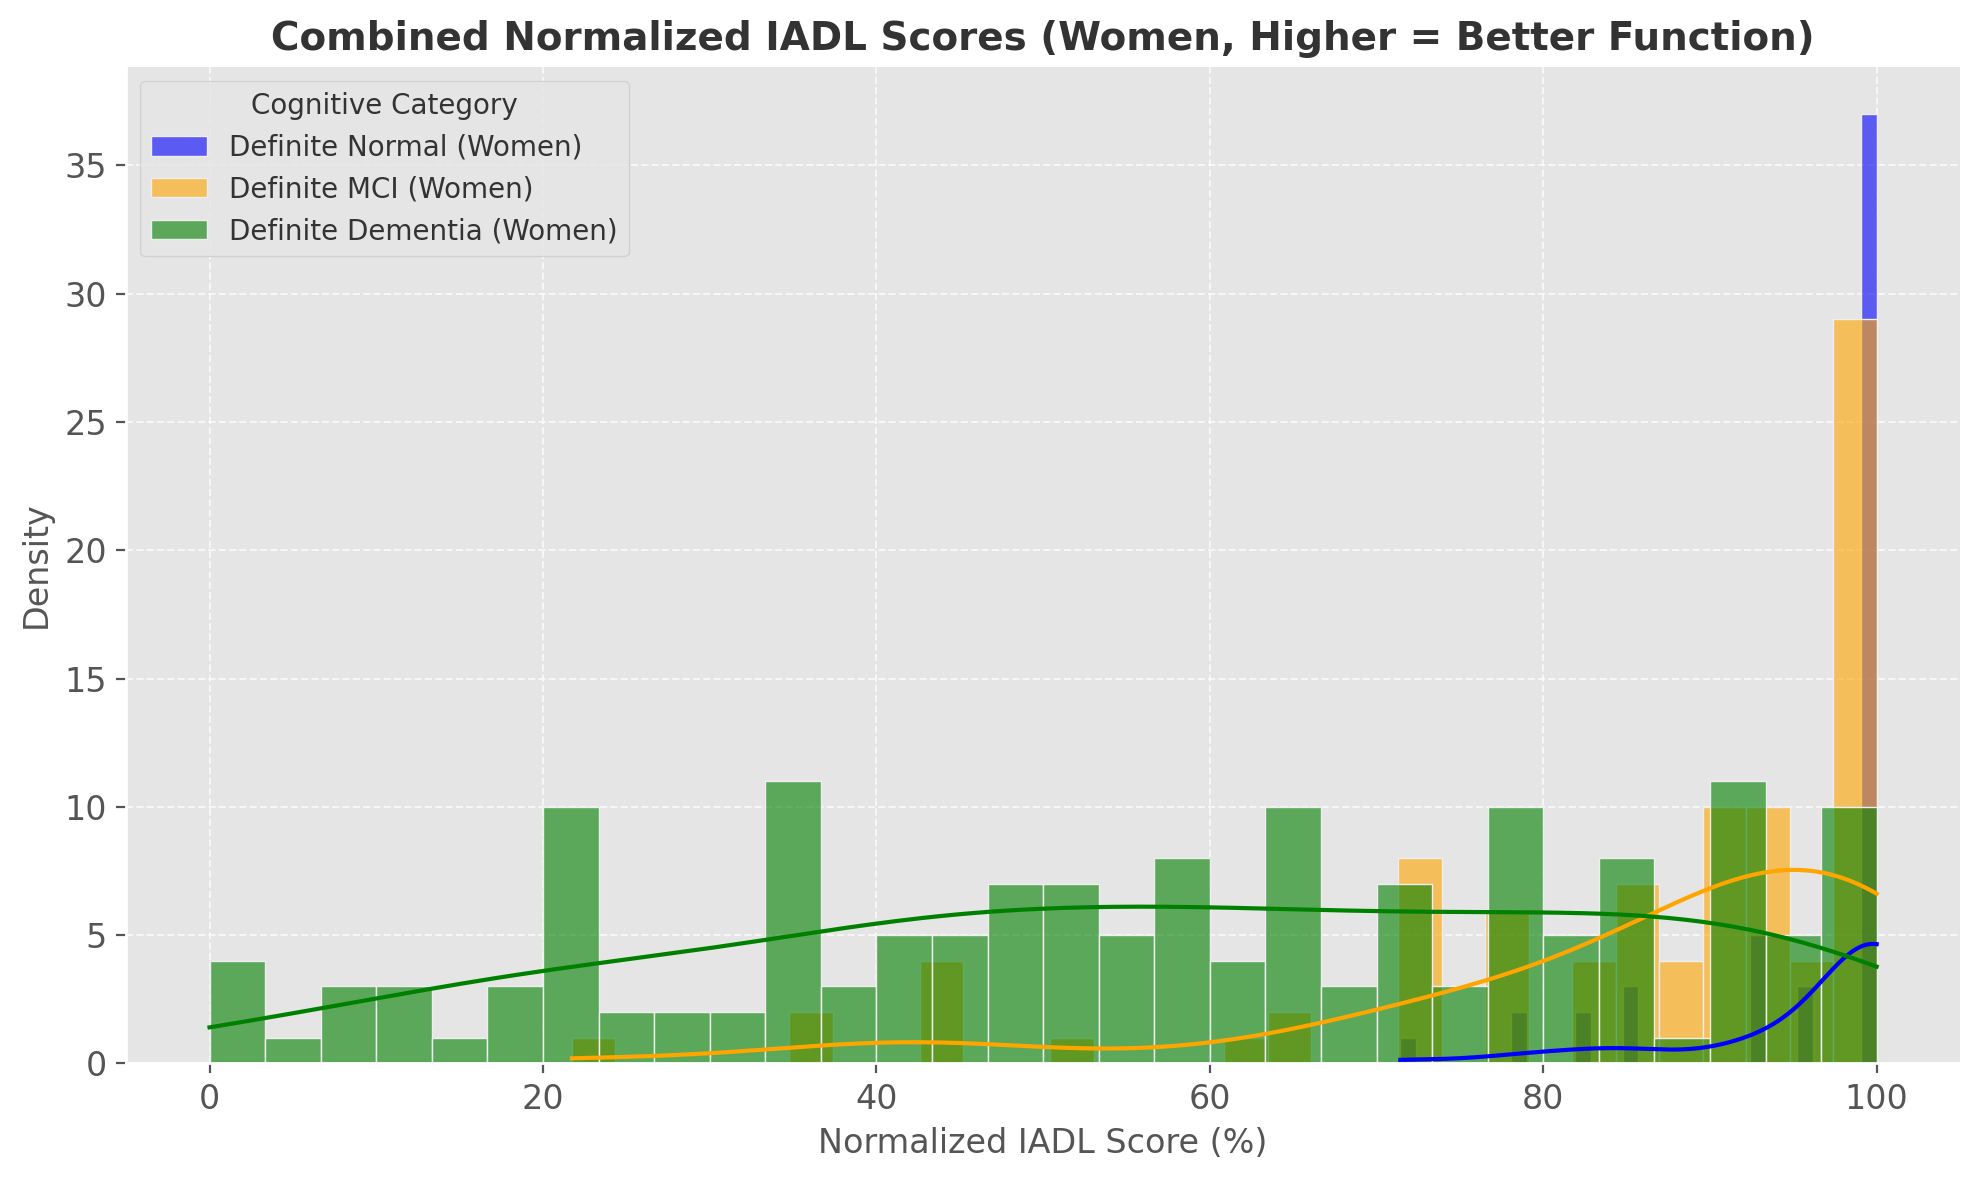 Combined Normalized IADL Scores (Women, Higher = Better Function)
Cognitive Category
Definite Normal (Women)
Definite MCI (Women)
Definite Dementia (Women)
35
30
25
20
15
10
5
0
Density
0 20 40 60 80 100
Normalized IADL Score (%)